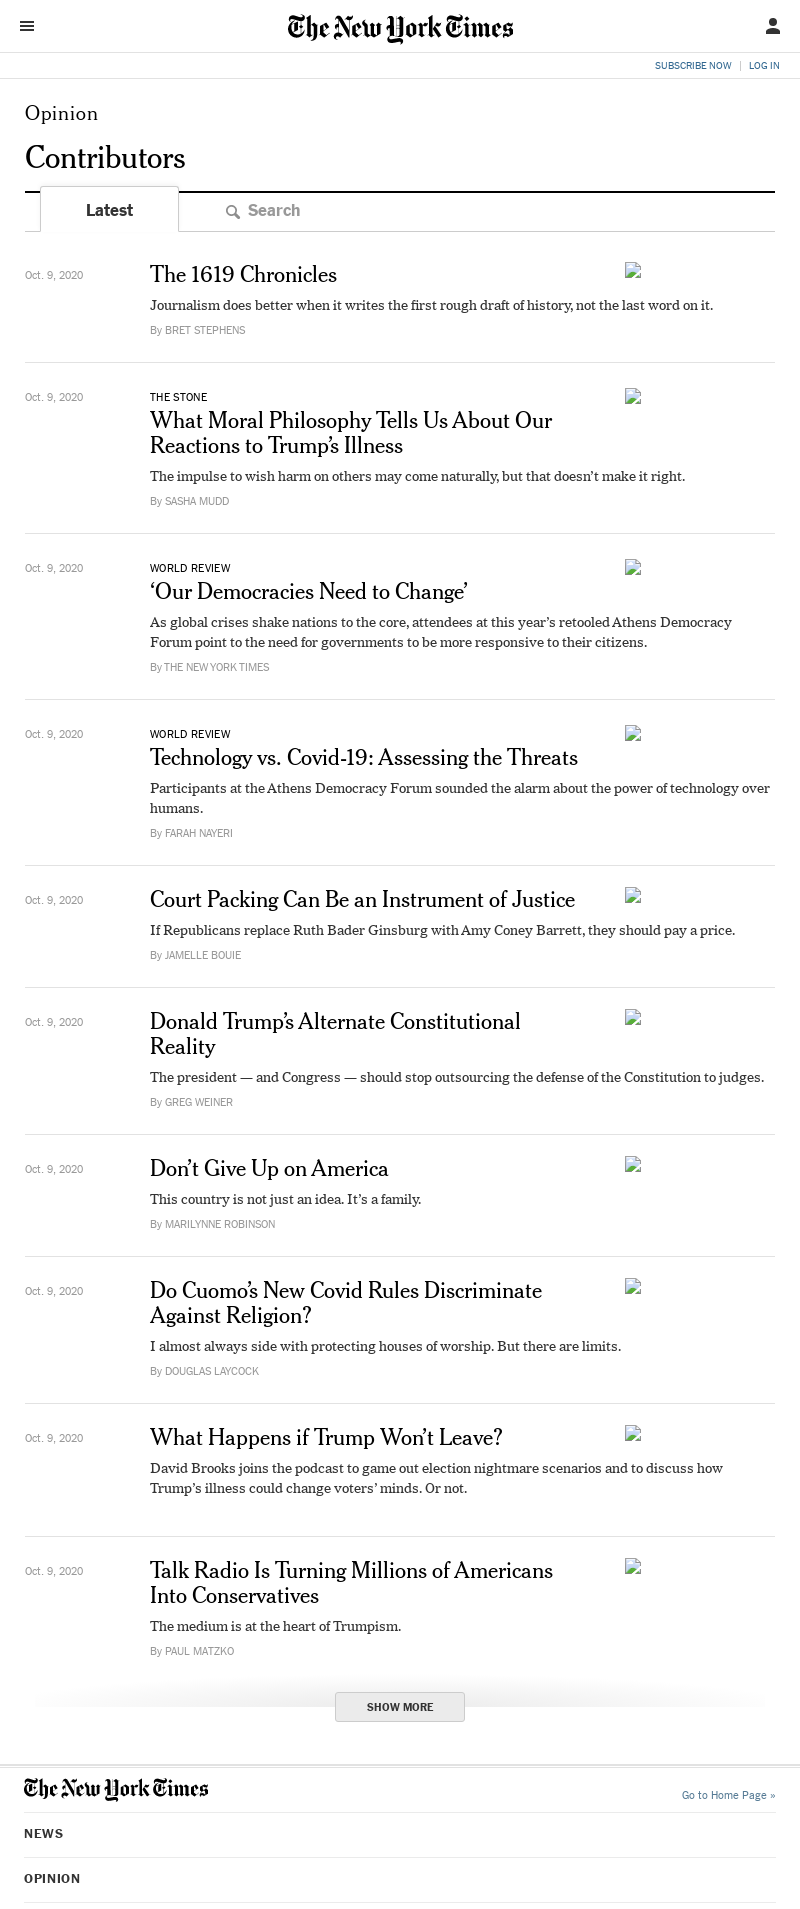 The New York Times
SUBSCRIBE NOW | LOG IN
Opinion
Contributors
Latest
Search
Oct. 9, 2020
The 1619 Chronicles
Journalism does better when it writes the first rough draft of history, not the last word on it.
By BRET STEPHENS
Oct. 9, 2020
THE STONE
What Moral Philosophy Tells Us About Our
Reactions to Trump’s Illness
The impulse to wish harm on others may come naturally, but that doesn’t make it right.
By SASHA MUDD
Oct. 9, 2020
WORLD REVIEW
‘Our Democracies Need to Change’
As global crises shake nations to the core, attendees at this year’s retooled Athens Democracy
Forum point to the need for governments to be more responsive to their citizens.
By THE NEW YORK TIMES
Oct. 9, 2020
WORLD REVIEW
Technology vs. Covid-19: Assessing the Threats
Participants at the Athens Democracy Forum sounded the alarm about the power of technology over
humans.
By FARAH NAYERI
Oct. 9, 2020
Court Packing Can Be an Instrument of Justice
If Republicans replace Ruth Bader Ginsburg with Amy Coney Barrett, they should pay a price.
By JAMELLE BOUIE
Oct. 9, 2020
Donald Trump’s Alternate Constitutional
Reality
The president — and Congress — should stop outsourcing the defense of the Constitution to judges.
By GREG WEINER
Oct. 9, 2020
Don’t Give Up on America
This country is not just an idea. It’s a family.
By MARILYNNE ROBINSON
Oct. 9, 2020
Do Cuomo’s New Covid Rules Discriminate
Against Religion?
I almost always side with protecting houses of worship. But there are limits.
By DOUGLAS LAYCOCK
Oct. 9, 2020
What Happens if Trump Won’t Leave?
David Brooks joins the podcast to game out election nightmare scenarios and to discuss how
Trump’s illness could change voters’ minds. Or not.
Oct. 9, 2020
Talk Radio Is Turning Millions of Americans
Into Conservatives
The medium is at the heart of Trumpism.
By PAUL MATZKO
SHOW MORE
The New York Times
Go to Home Page »
NEWS
OPINION